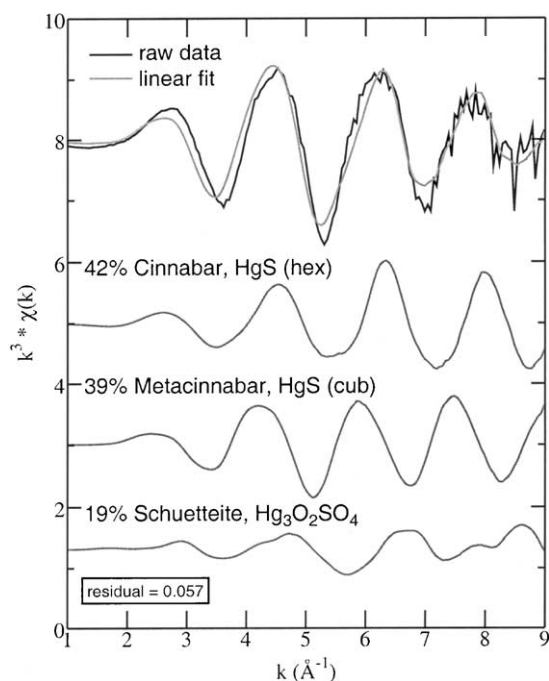 10
8
6
4
2
0
k³ * χ(k)
raw data
linear fit
42% Cinnabar, HgS (hex)
39% Metacinnabar, HgS (cub)
19% Schuetteite, Hg₃O₂SO₄
residual = 0.057
1 2 3 4 5 6 7 8 9
k (Å⁻¹)